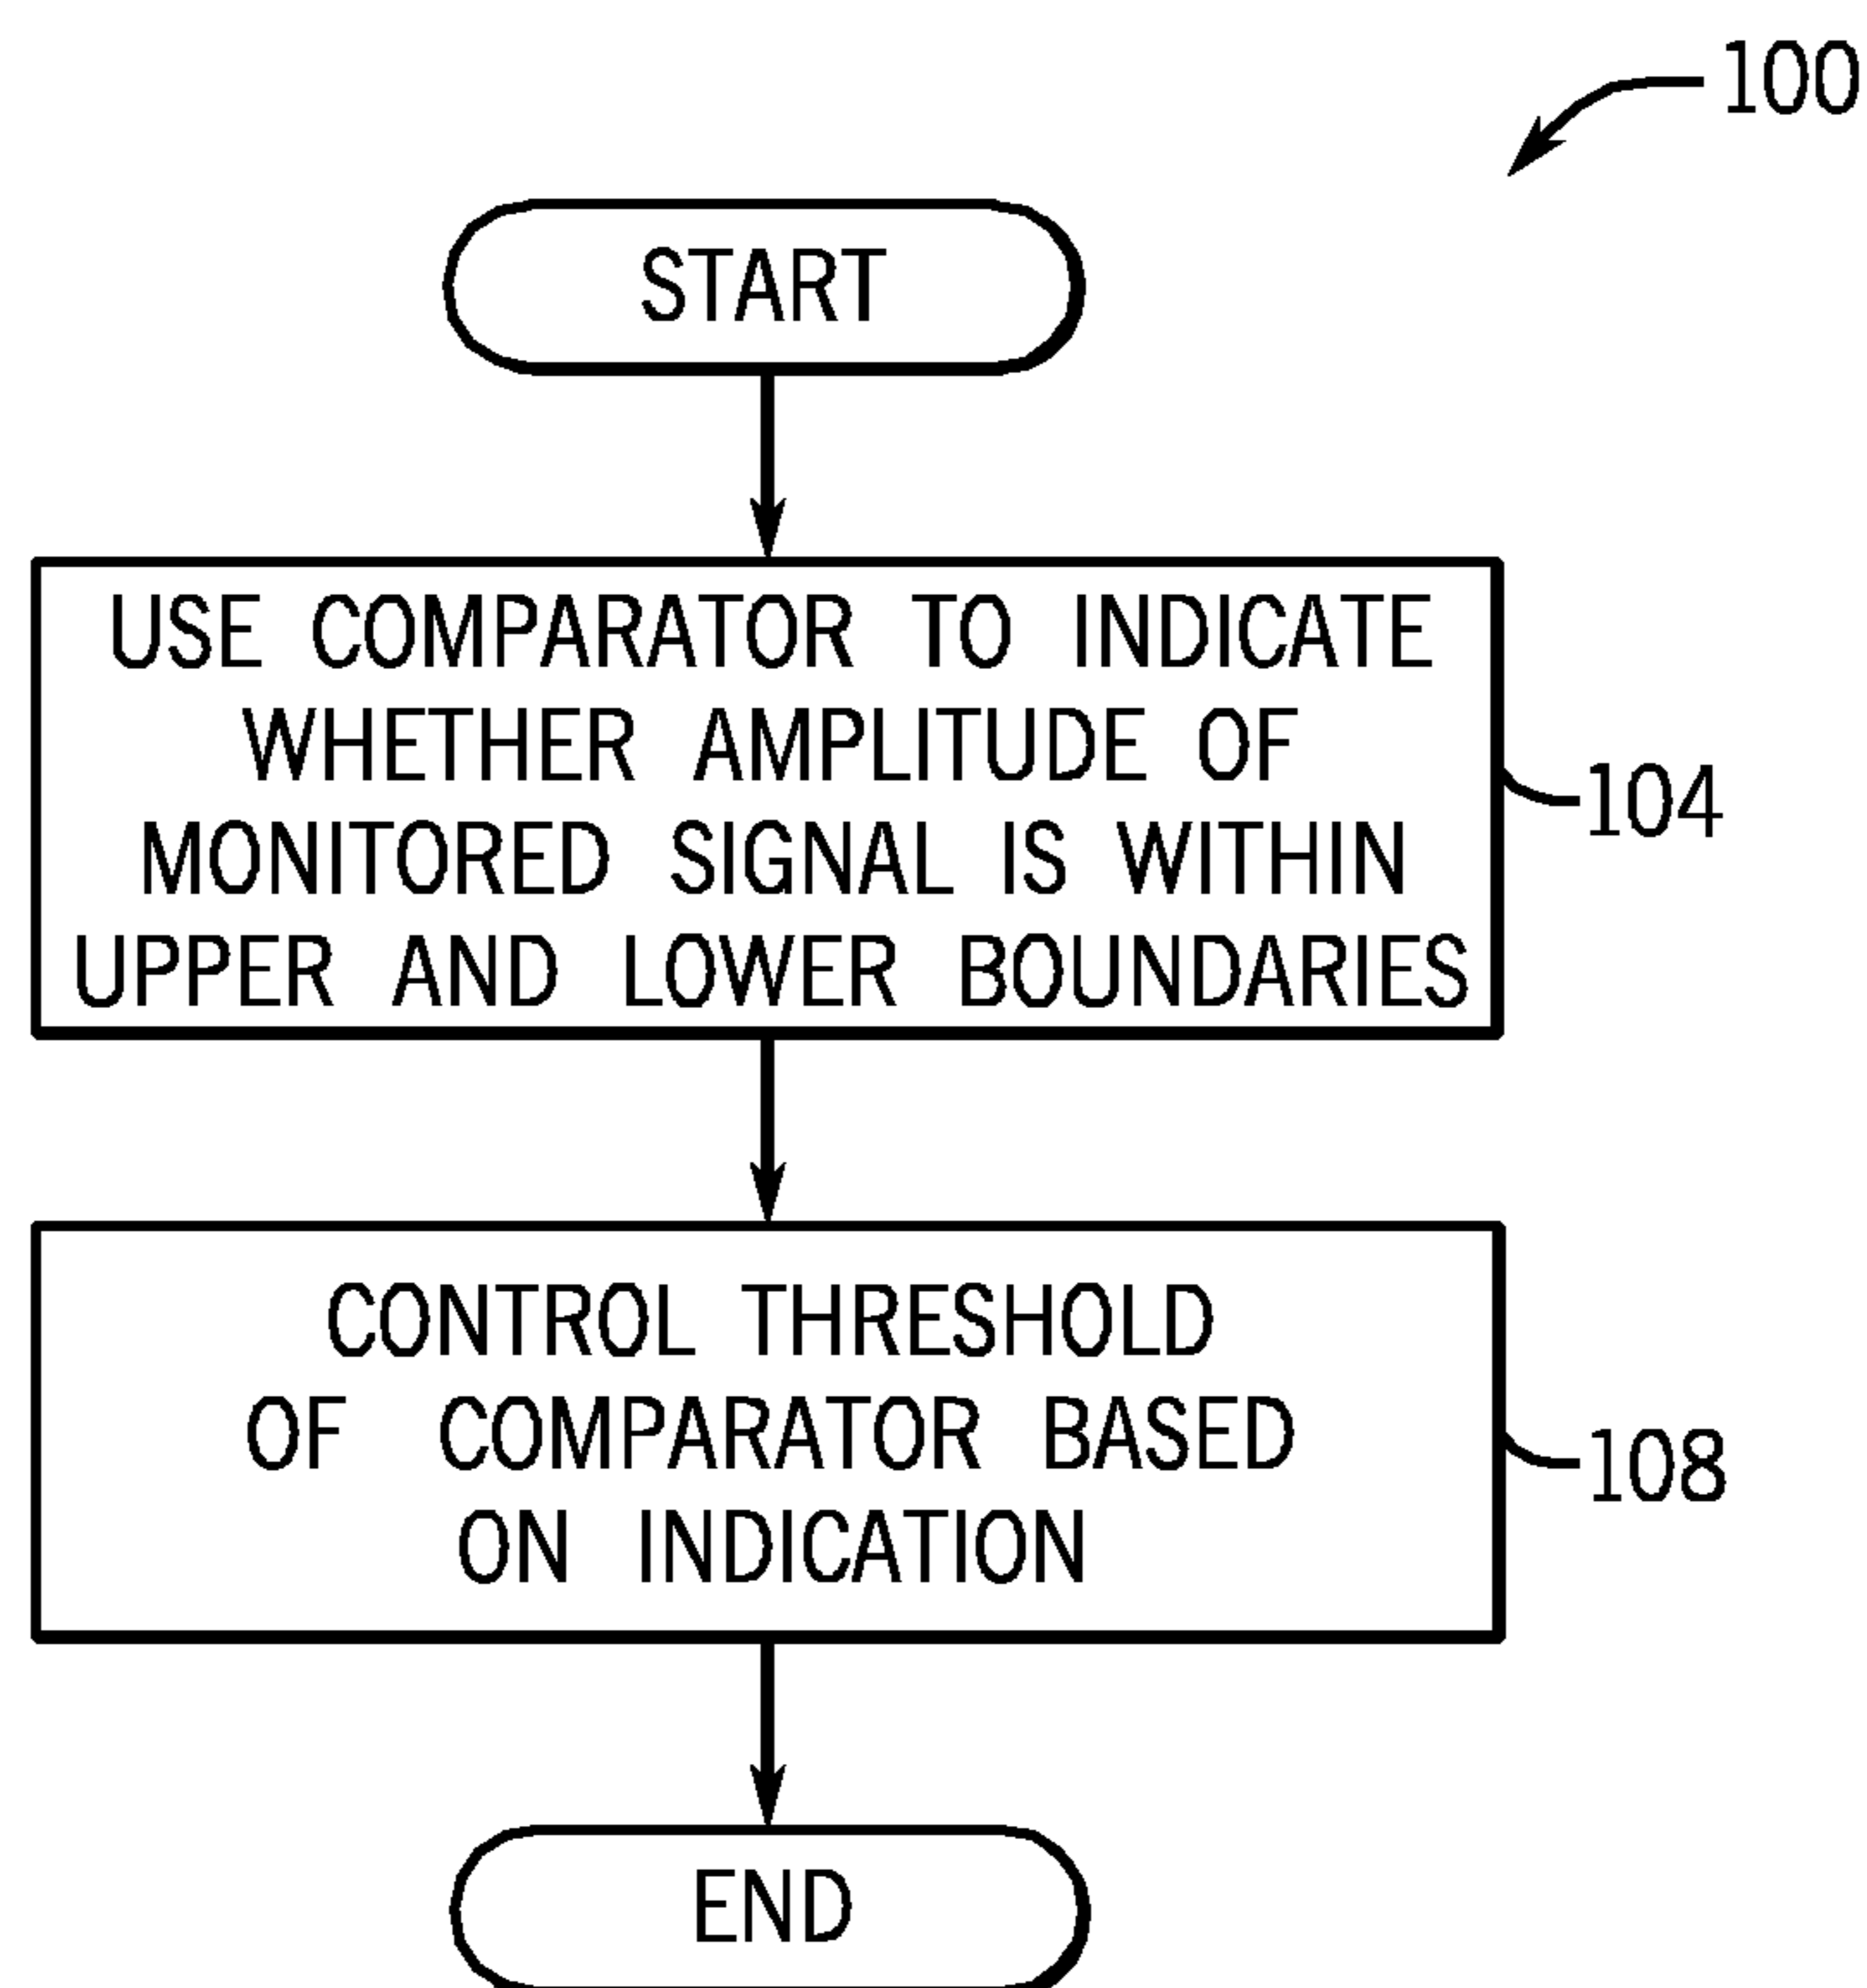 100
START
USE COMPARATOR TO INDICATE
WHETHER AMPLITUDE OF
MONITORED SIGNAL IS WITHIN
UPPER AND LOWER BOUNDARIES
104
CONTROL THRESHOLD
OF COMPARATOR BASED
ON INDICATION
108
END